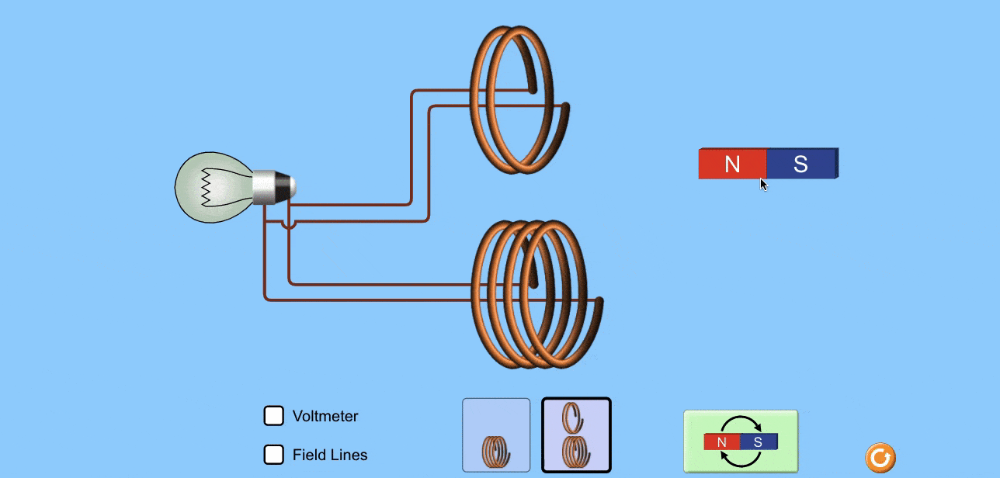 N S
Voltmeter
Field Lines
N S